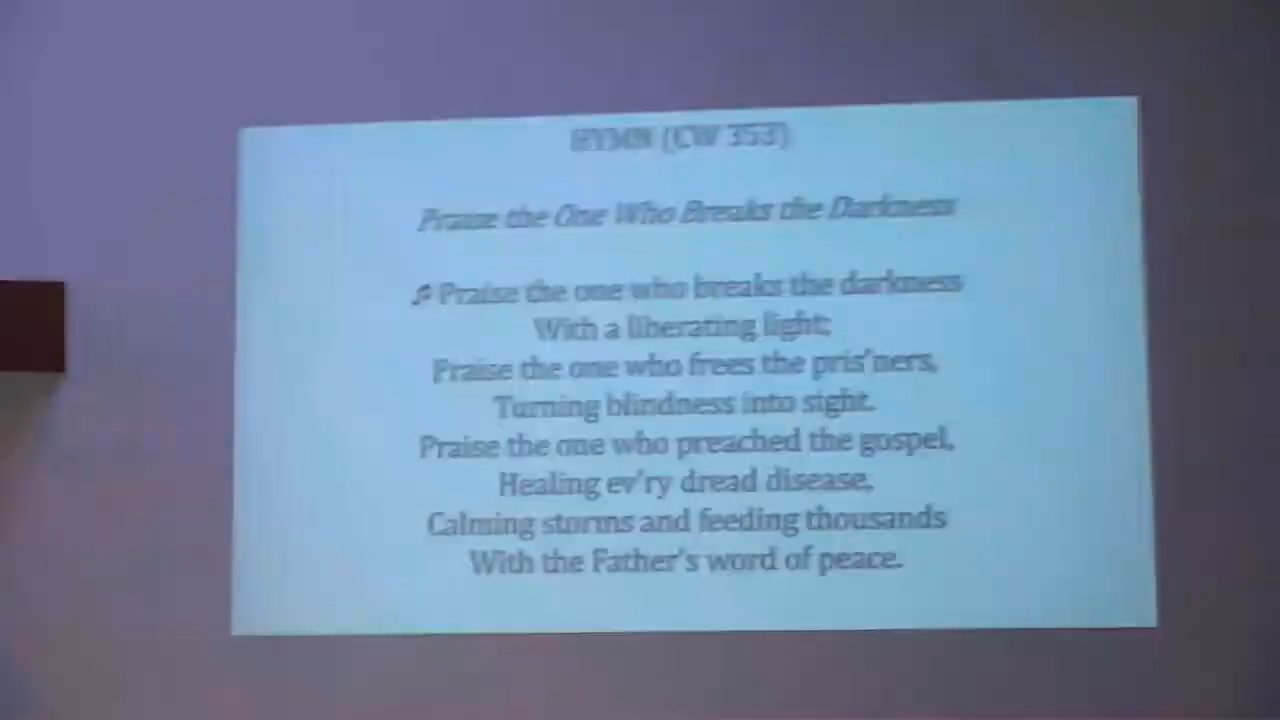 HYMN (CW 353)
Praise the One Who Breaks the Darkness
♬ Praise the one who breaks the darkness
With a liberating light;
Praise the one who frees the pris'ners,
Turning blindness into sight.
Praise the one who preached the gospel,
Healing ev'ry dread disease,
Calming storms and feeding thousands
With the Father's word of peace.